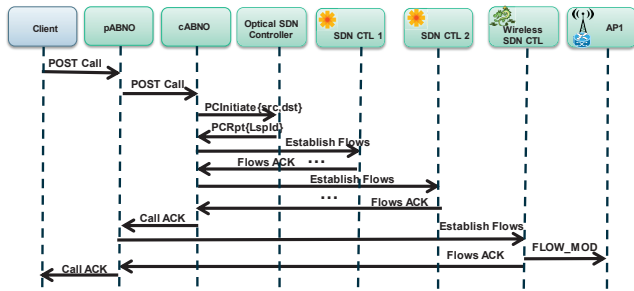 Client
pABNO
cABNO
Optical SDN
Controller
SDN CTL 1
SDN CTL 2
Wireless
SDN CTL
AP1
POST Call
POST Call
PCInitiate{src,dst}
PCRpt{LspId}
Establish Flows
Flows ACK
...
Establish Flows
...
Flows ACK
Call ACK
Establish Flows
FLOW_MOD
Flows ACK
Call ACK